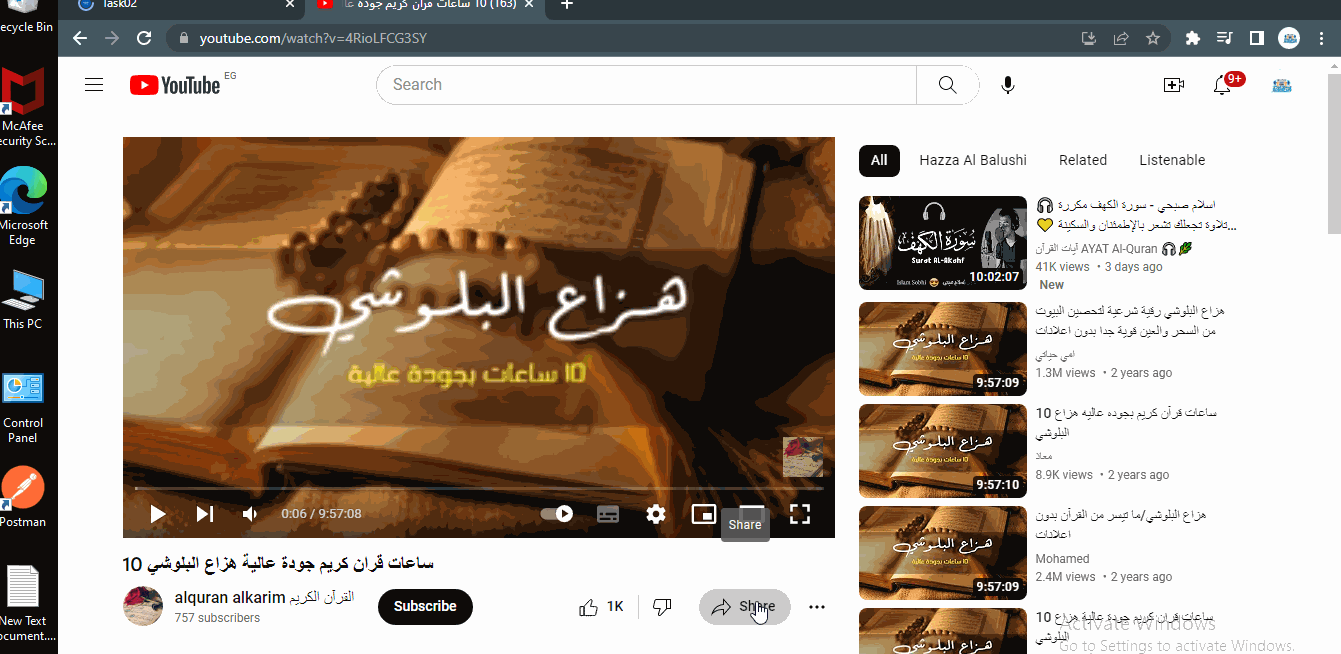 ecycle Bin
McAfee
ecurity Sc...
Microsoft
Edge
This PC
Control
Panel
Postman
New Text
ocument....
Task02
(163) 10 ساعات قران كريم جودة عا
youtube.com/watch?v=4RioLFCG3SY
YouTube EG
Search
9+
هزاع البلوشي
10 ساعات بجودة عالية
0:06 / 9:57:08
Share
10 ساعات قران كريم جودة عالية هزاع البلوشي
alquran alkarim القرآن الكريم
757 subscribers
Subscribe
1K
Share
All
Hazza Al Balushi
Related
Listenable
سورة الكهف
Surat AL-Akahf
Islam Sobhi
اسلام صبحي
10:02:07
اسلام صبحي - سورة الكهف مكررة 🎧
تلاوة تجعلك تشعر بالإطمئنان والسكينة 💛...
آيات القرآن AYAT Al-Quran 🎧🌿
41K views • 3 days ago
New
هزاع البلوشي
10 ساعات بجودة عالية
9:57:09
هزاع البلوشي رقية شرعية لتحصين البيوت
من السحر والعين قوية جدا بدون اعلانات
امي حياتي
1.3M views • 2 years ago
هزاع البلوشي
10 ساعات بجودة عالية
9:57:10
10 ساعات قرآن كريم بجوده عاليه هزاع
البلوشي
معاذ
8.9K views • 2 years ago
هزاع البلوشي
10 ساعات بجودة عالية
9:57:09
هزاع البلوشي/ما تيسر من القرآن بدون
اعلانات
Mohamed
2.4M views • 2 years ago
هزاع البلوشي
10 ساعات قران كريم جودة عالية هزاع
البلوشي
Activate Windows
Go to Settings to activate Windows.